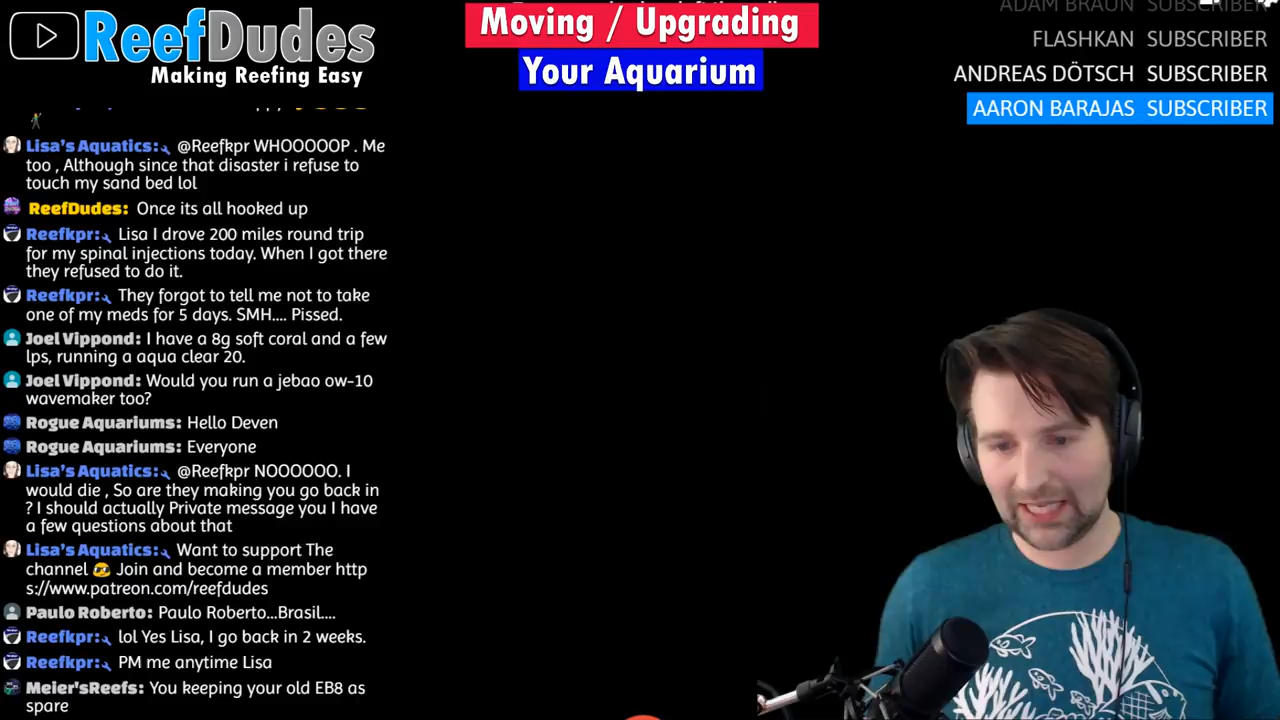 ReefDudes
Making Reefing Easy
Moving / Upgrading
Your Aquarium
ADAM BRAUN SUBSCRIBER
FLASHKAN SUBSCRIBER
ANDREAS DÖTSCH SUBSCRIBER
AARON BARAJAS SUBSCRIBER
Lisa's Aquatics: @Reefkpr WHOOOOOP . Me
too , Although since that disaster i refuse to
touch my sand bed lol
ReefDudes: Once its all hooked up
Reefkpr: Lisa I drove 200 miles round trip
for my spinal injections today. When I got there
they refused to do it.
Reefkpr: They forgot to tell me not to take
one of my meds for 5 days. SMH.... Pissed.
Joel Vippond: I have a 8g soft coral and a few
lps, running a aqua clear 20.
Joel Vippond: Would you run a jebao ow-10
wavemaker too?
Rogue Aquariums: Hello Deven
Rogue Aquariums: Everyone
Lisa's Aquatics: @Reefkpr NOOOOOO. I
would die , So are they making you go back in
? I should actually Private message you I have
a few questions about that
Lisa's Aquatics: Want to support The
channel 😎 Join and become a member http
s://www.patreon.com/reefdudes
Paulo Roberto: Paulo Roberto...Brasil....
Reefkpr: lol Yes Lisa, I go back in 2 weeks.
Reefkpr: PM me anytime Lisa
Meier'sReefs: You keeping your old EB8 as
spare